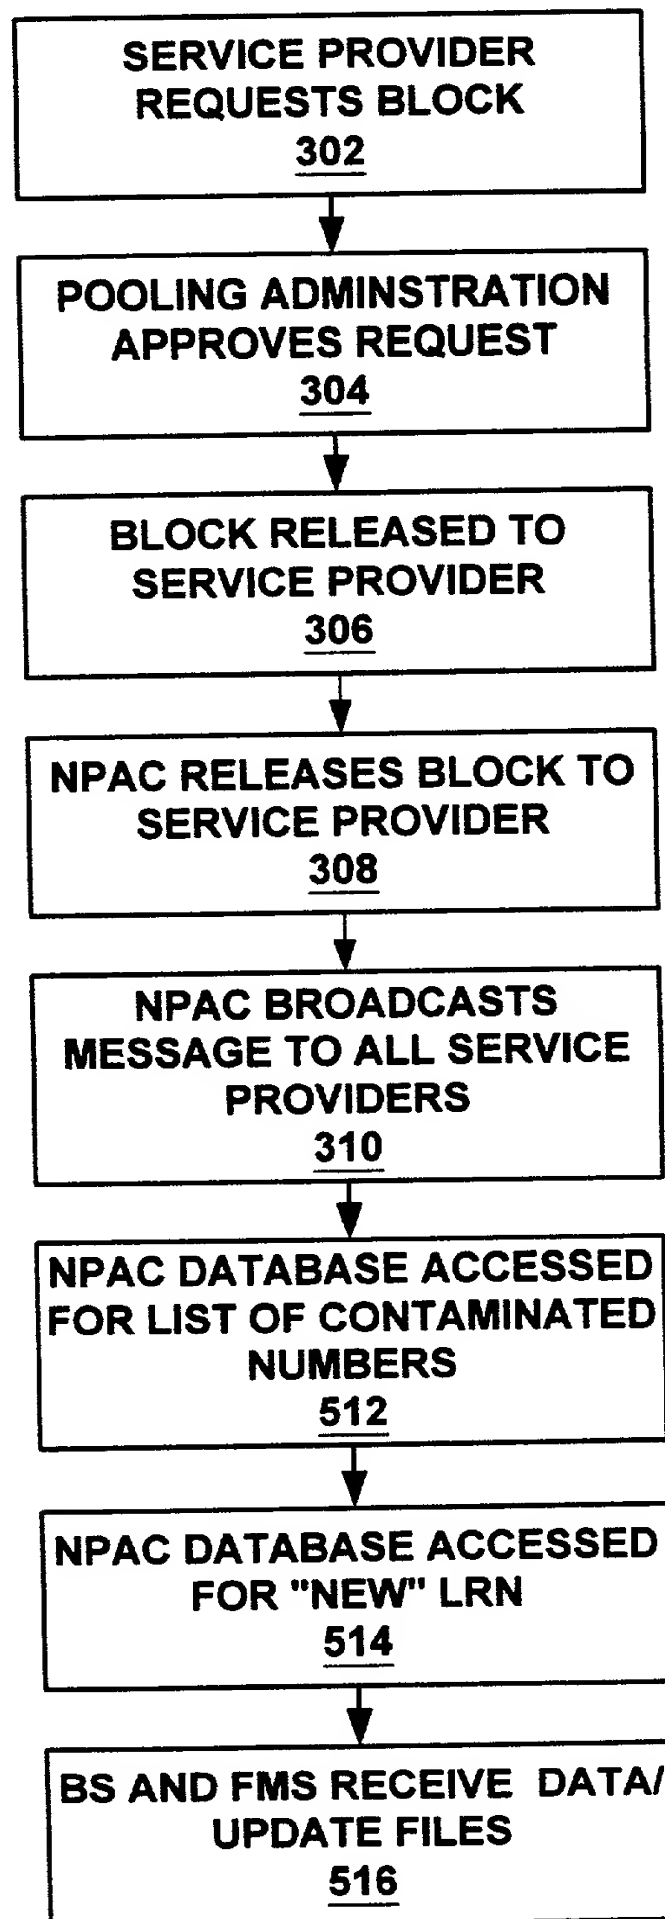 SERVICE PROVIDER
REQUESTS BLOCK
302
POOLING ADMINSTRATION
APPROVES REQUEST
304
BLOCK RELEASED TO
SERVICE PROVIDER
306
NPAC RELEASES BLOCK TO
SERVICE PROVIDER
308
NPAC BROADCASTS
MESSAGE TO ALL SERVICE
PROVIDERS
310
NPAC DATABASE ACCESSED
FOR LIST OF CONTAMINATED
NUMBERS
512
NPAC DATABASE ACCESSED
FOR "NEW" LRN
514
BS AND FMS RECEIVE DATA/
UPDATE FILES
516